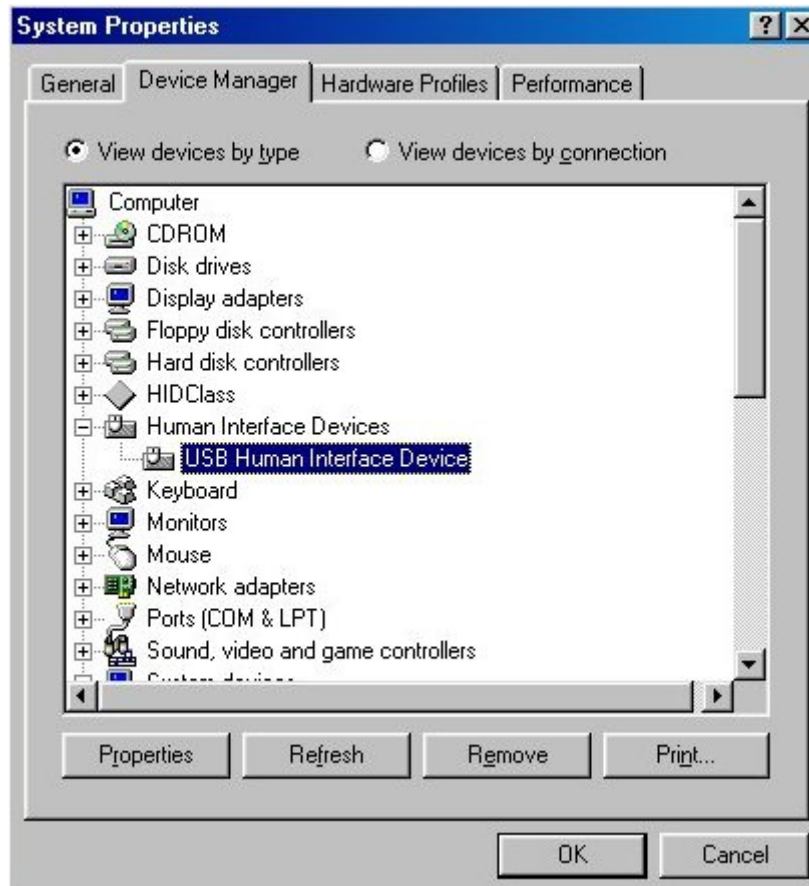 System Properties
General Device Manager Hardware Profiles Performance
View devices by type View devices by connection
Computer
CDROM
Disk drives
Display adapters
Floppy disk controllers
Hard disk controllers
HIDClass
Human Interface Devices
USB Human Interface Device
Keyboard
Monitors
Mouse
Network adapters
Ports (COM & LPT)
Sound, video and game controllers
System devices
Properties Refresh Remove Print...
OK Cancel